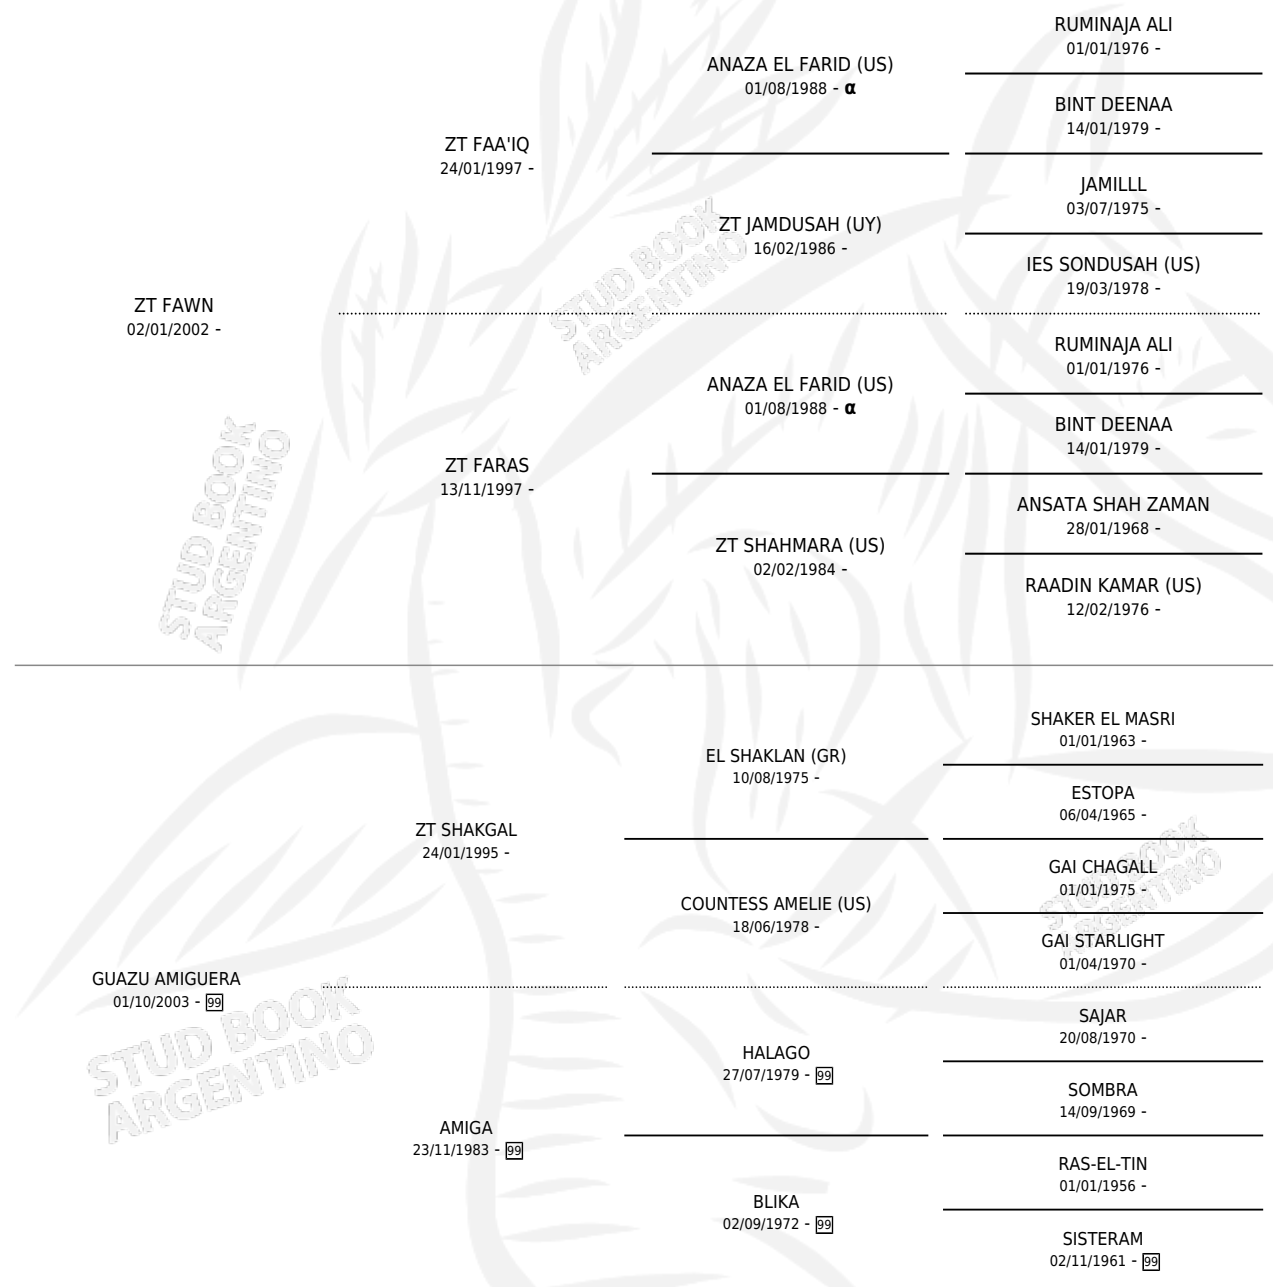 RUMINAJA ALI
01/01/1976 -
ANAZA EL FARID (US)
01/08/1988 - α
BINT DEENAA
14/01/1979 -
ZT FAA'IQ
24/01/1997 -
JAMILLL
03/07/1975 -
ZT JAMDUSAH (UY)
16/02/1986 -
IES SONDUSAH (US)
19/03/1978 -
ZT FAWN
02/01/2002 -
STUD BOOK
ARGENTINO
RUMINAJA ALI
01/01/1976 -
ANAZA EL FARID (US)
01/08/1988 - α
BINT DEENAA
14/01/1979 -
ZT FARAS
13/11/1997 -
ANSATA SHAH ZAMAN
28/01/1968 -
ZT SHAHMARA (US)
02/02/1984 -
RAADIN KAMAR (US)
12/02/1976 -
STUD BOOK
ARGENTINO
SHAKER EL MASRI
01/01/1963 -
EL SHAKLAN (GR)
10/08/1975 -
ESTOPA
06/04/1965 -
ZT SHAKGAL
24/01/1995 -
GAI CHAGALL
01/01/1975 -
COUNTESS AMELIE (US)
18/06/1978 -
GAI STARLIGHT
01/04/1970 -
STUD BOOK
ARGENTINO
GUAZU AMIGUERA
01/10/2003 - 99
SAJAR
20/08/1970 -
HALAGO
27/07/1979 - 99
SOMBRA
14/09/1969 -
AMIGA
23/11/1983 - 99
RAS-EL-TIN
01/01/1956 -
BLIKA
02/09/1972 - 99
SISTERAM
02/11/1961 - 99
STUD BOOK
ARGENTINO